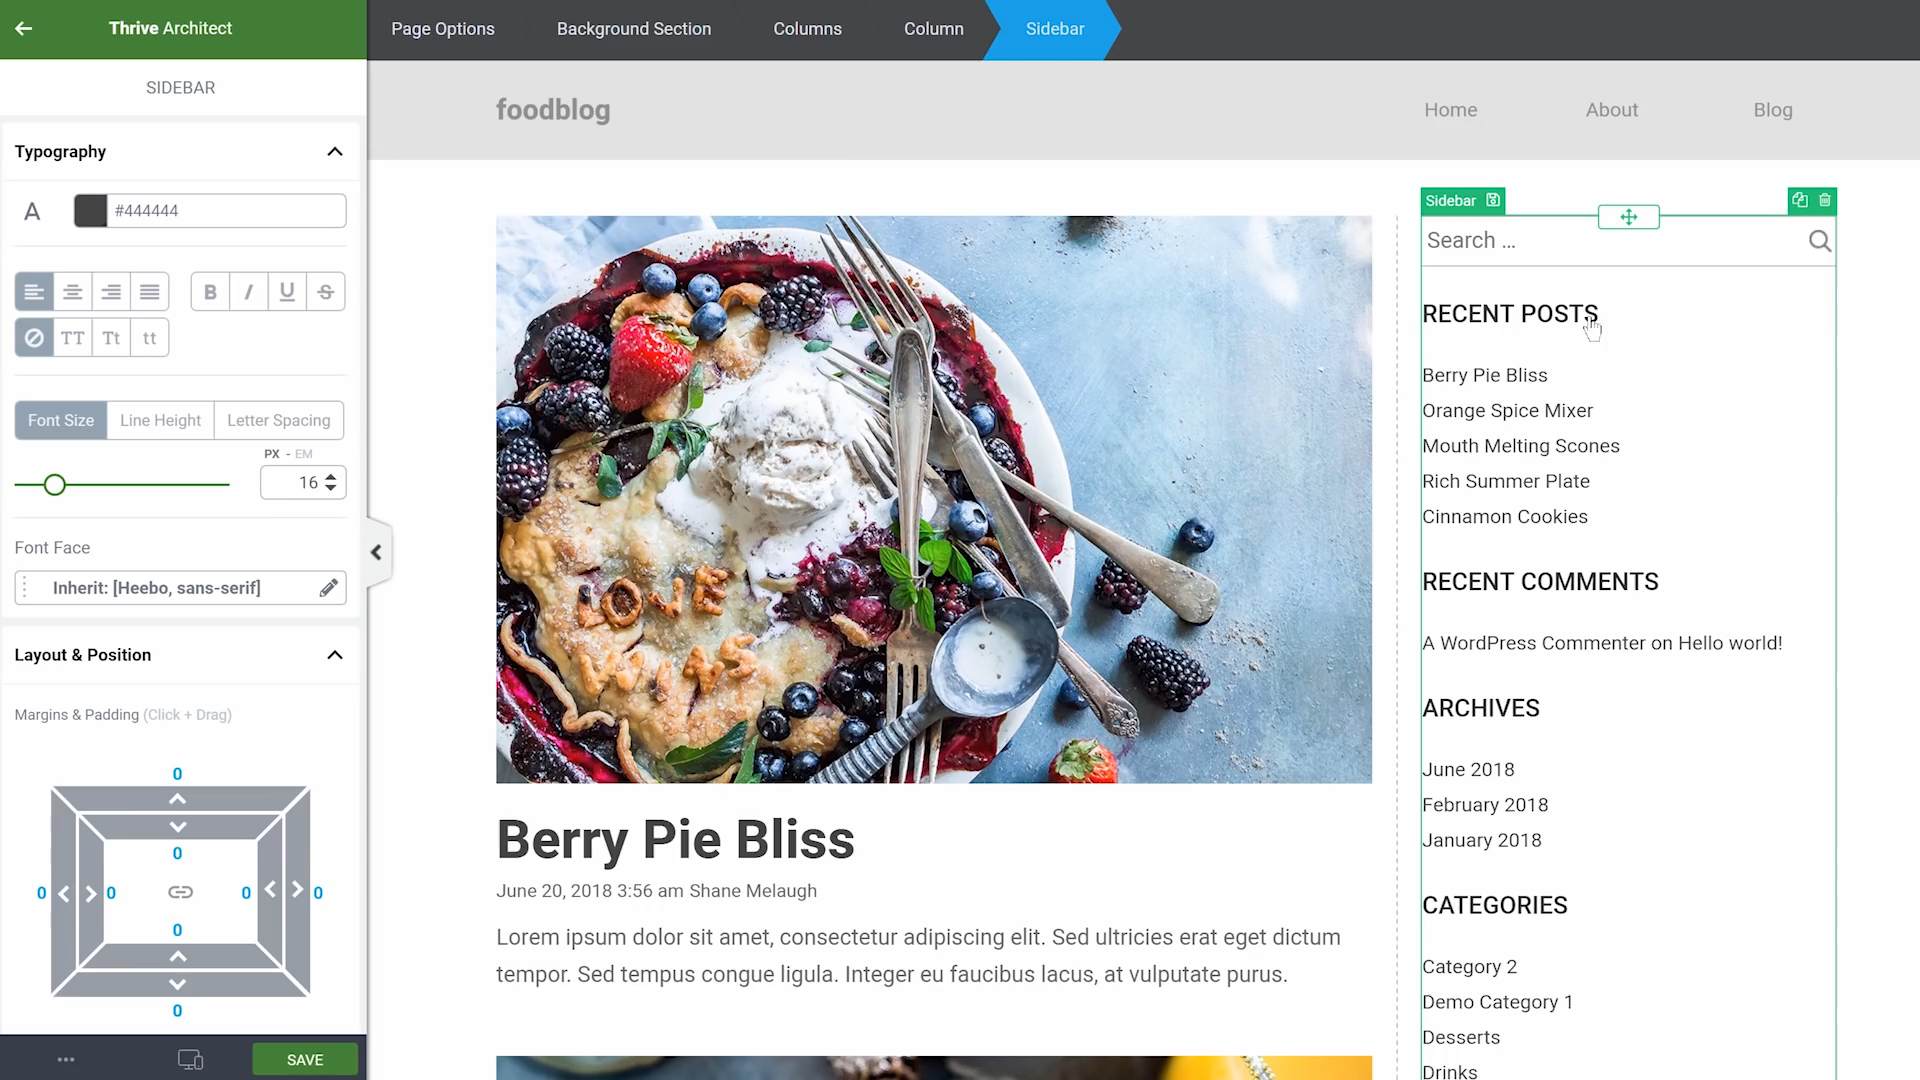 Thrive Architect
Page Options
Background Section
Columns
Column
Sidebar
SIDEBAR
foodblog
Home
About
Blog
Typography
A
#444444
B I U S
TT Tt tt
Font Size
Line Height
Letter Spacing
PX - EM
16
Font Face
Inherit: [Heebo, sans-serif]
Layout & Position
Margins & Padding (Click + Drag)
0
0
0 0 0 0
0
0
...
SAVE
LOVE
WINS
Berry Pie Bliss
June 20, 2018 3:56 am Shane Melaugh
Lorem ipsum dolor sit amet, consectetur adipiscing elit. Sed ultricies erat eget dictum
tempor. Sed tempus congue ligula. Integer eu faucibus lacus, at vulputate purus.
Sidebar
Search ...
RECENT POSTS
Berry Pie Bliss
Orange Spice Mixer
Mouth Melting Scones
Rich Summer Plate
Cinnamon Cookies
RECENT COMMENTS
A WordPress Commenter on Hello world!
ARCHIVES
June 2018
February 2018
January 2018
CATEGORIES
Category 2
Demo Category 1
Desserts
Drinks